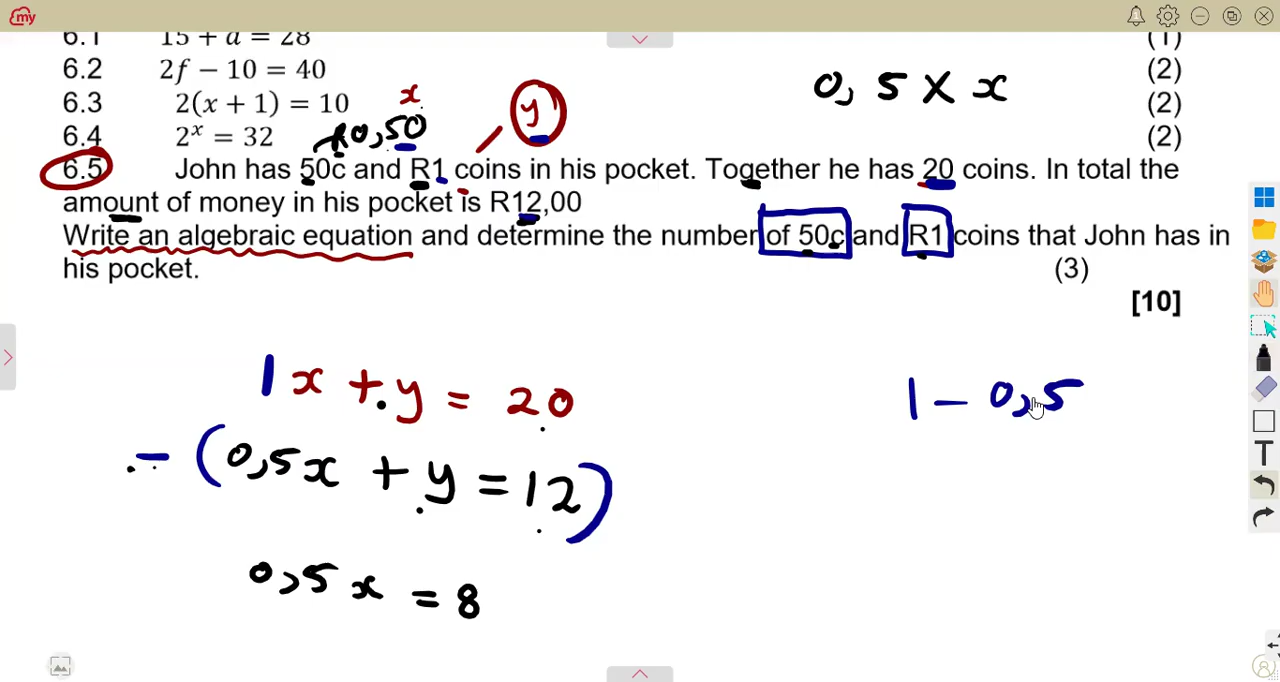 my
6.1 15 + a = 28 (1)
6.2 2f − 10 = 40 (2)
6.3 2(x + 1) = 10 (2)
6.4 2ˣ = 32 (2)
0,5 X x
x
y
0,50
6.5 John has 50c and R1 coins in his pocket. Together he has 20 coins. In total the
amount of money in his pocket is R12,00
Write an algebraic equation and determine the number of 50c and R1 coins that John has in
his pocket. (3)
[10]
1x + y = 20
1 − 0,5
− (0,5x + y = 12)
0,5x = 8
T